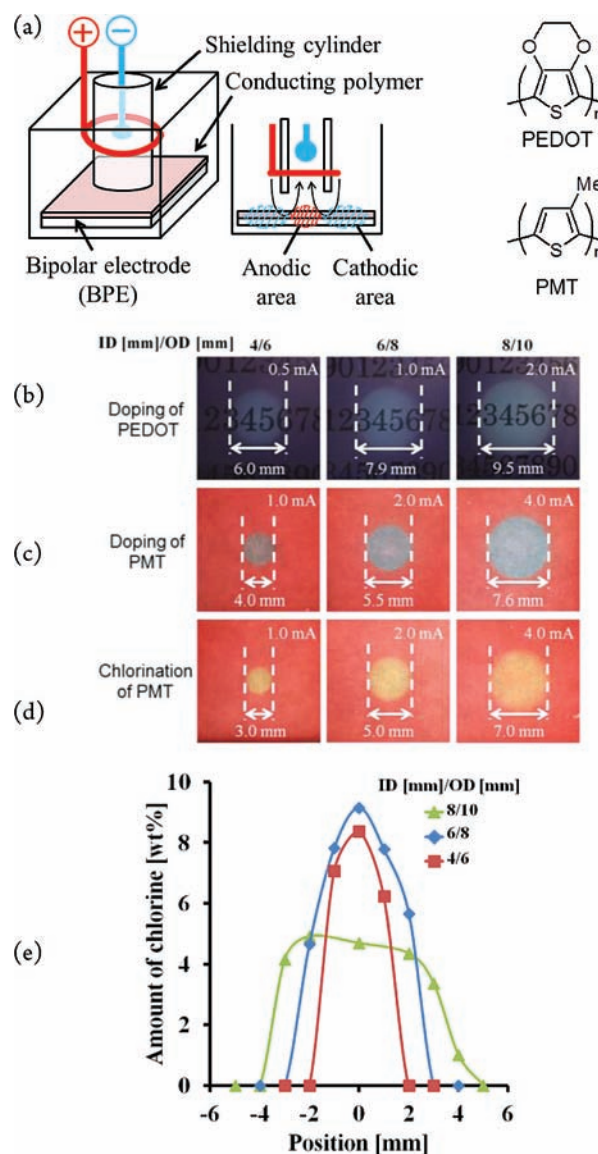 (a)
+
−
Shielding cylinder
Conducting polymer
Bipolar electrode
(BPE)
Anodic
area
Cathodic
area
O
O
S
n
PEDOT
Me
S
n
PMT
ID [mm]/OD [mm]
4/6
6/8
8/10
(b)
Doping of
PEDOT
0.5 mA
12345678
6.0 mm
1.0 mA
12345678
7.9 mm
2.0 mA
12345678
9.5 mm
(c)
Doping of
PMT
1.0 mA
4.0 mm
2.0 mA
5.5 mm
4.0 mA
7.6 mm
(d)
Chlorination
of PMT
1.0 mA
3.0 mm
2.0 mA
5.0 mm
4.0 mA
7.0 mm
(e)
Amount of chlorine [wt%]
10
8
6
4
2
0
-6
-4
-2
0
2
4
6
Position [mm]
ID [mm]/OD [mm]
8/10
6/8
4/6